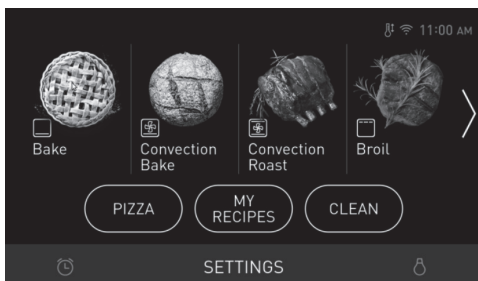 11:00 AM
Bake
Convection
Bake
Convection
Roast
Broil
PIZZA
MY
RECIPES
CLEAN
SETTINGS